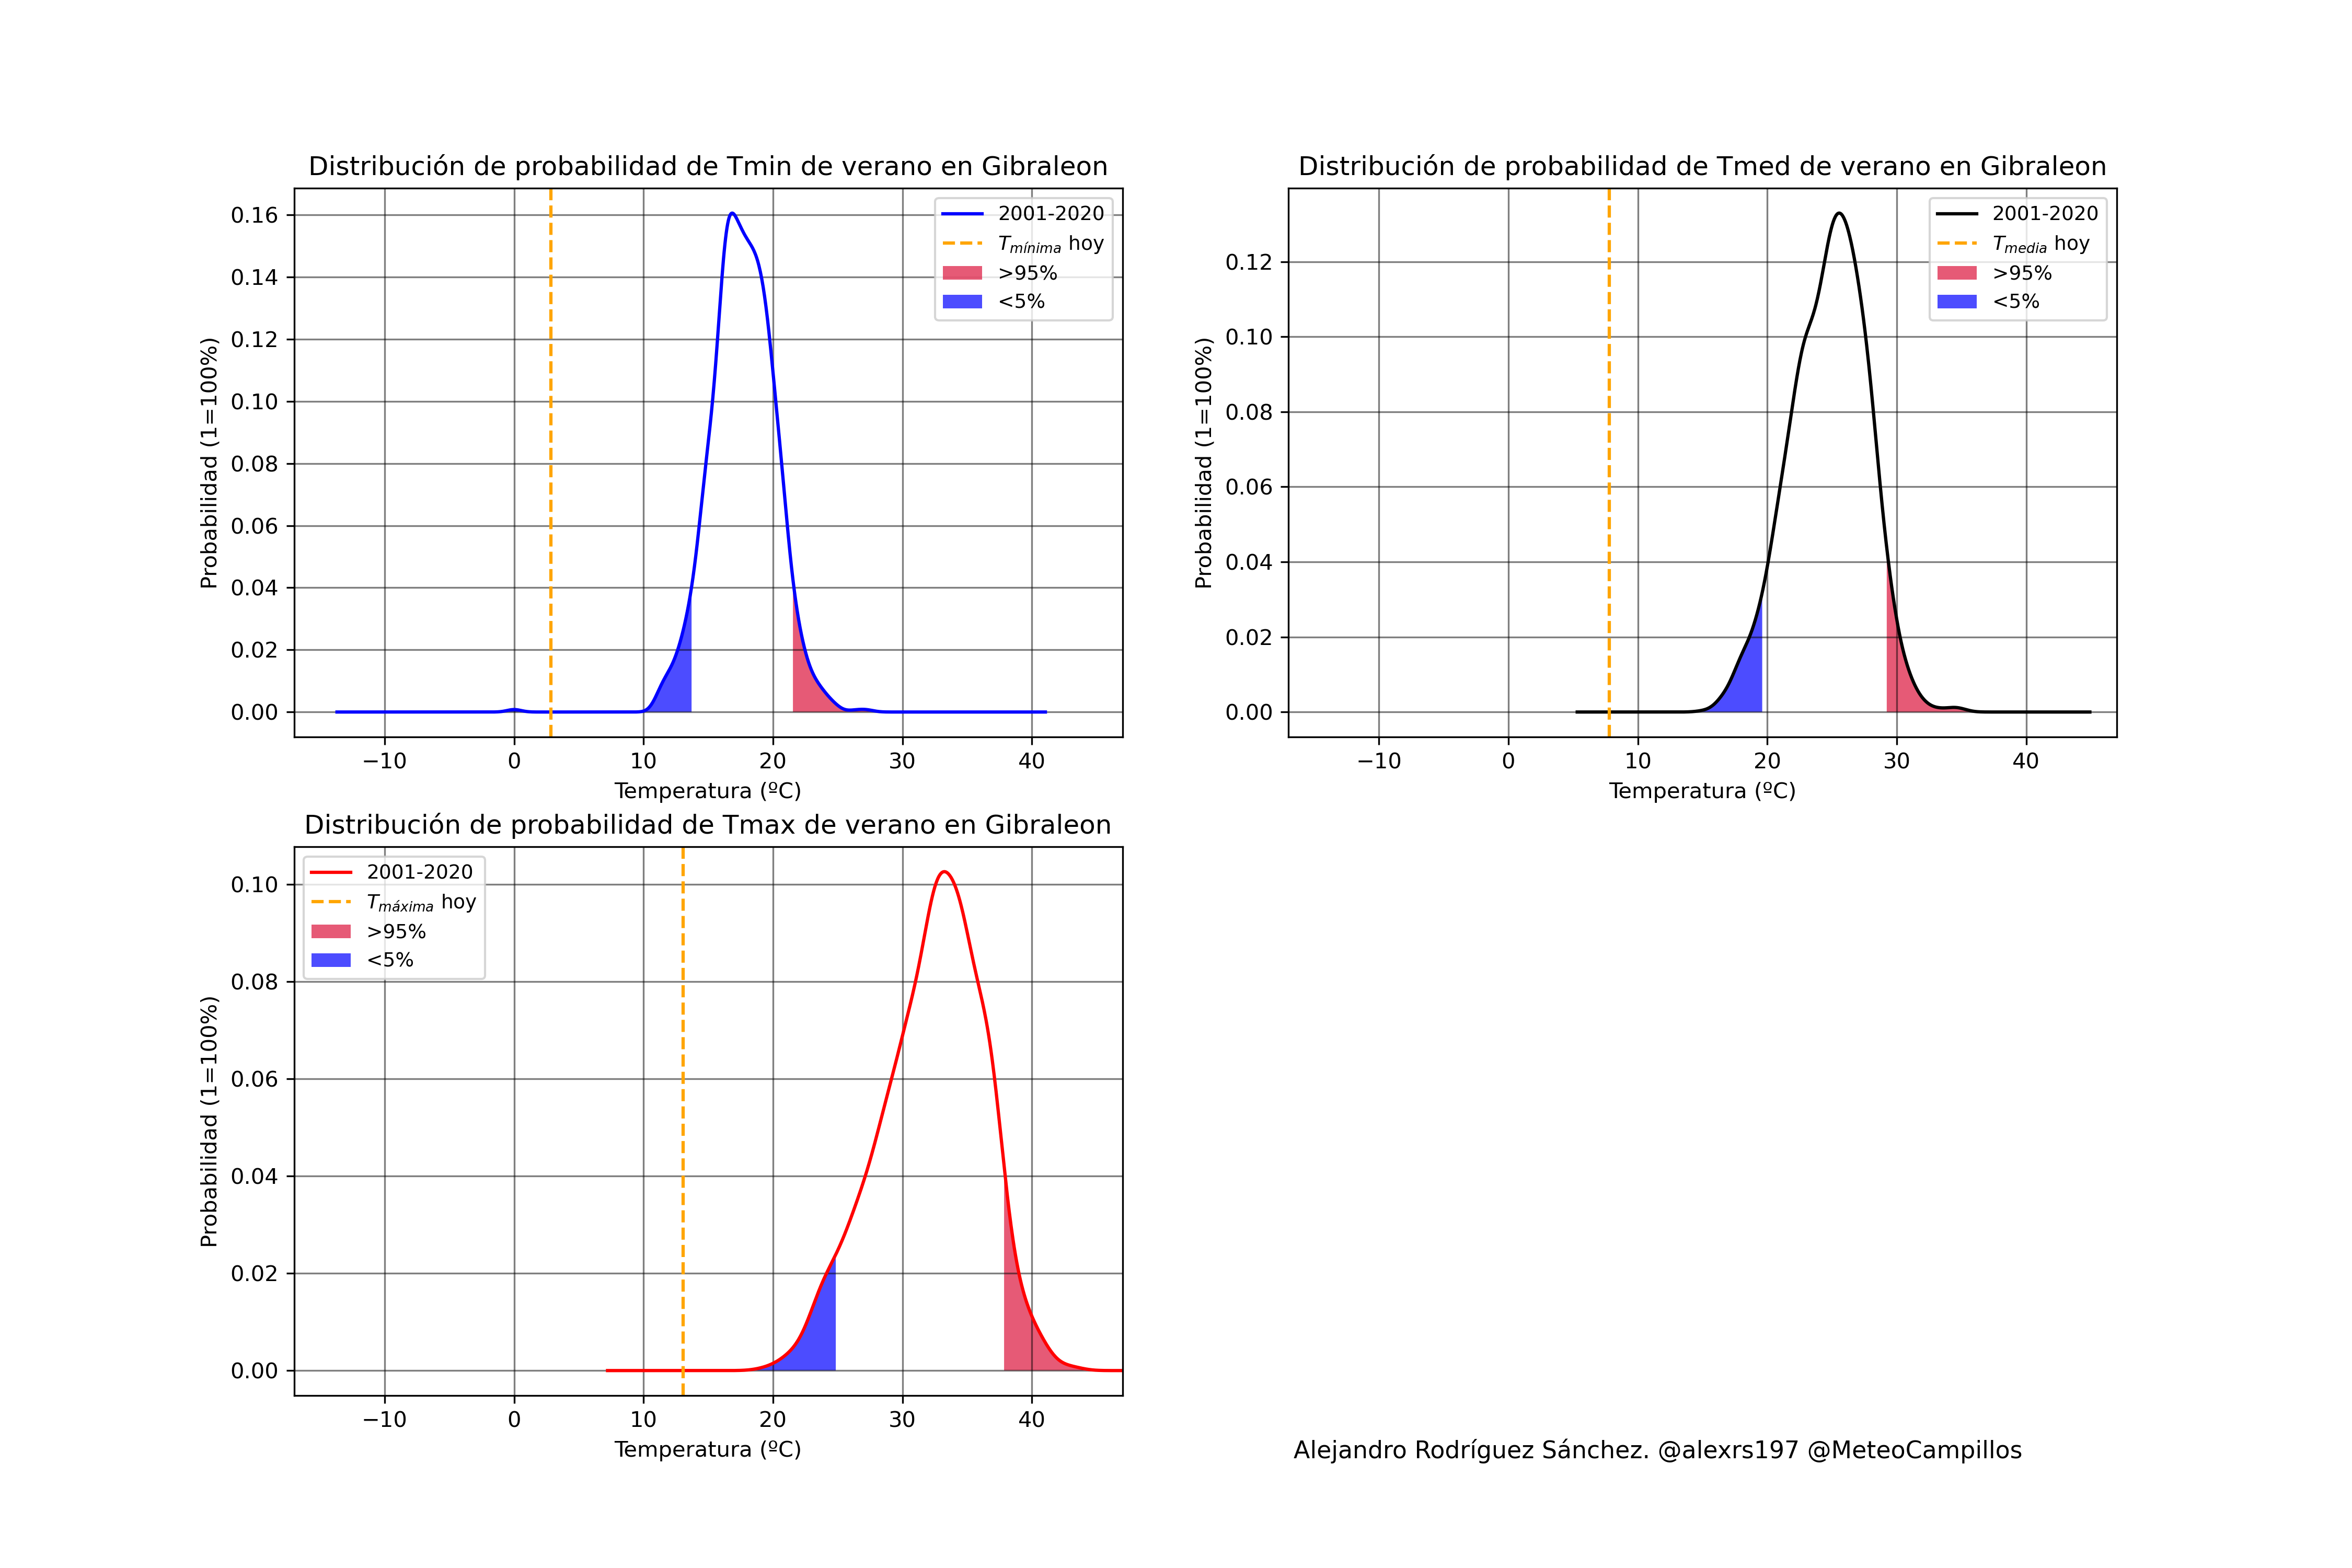 Distribución de probabilidad de Tmin de verano en Gibraleon
0.16
0.14
0.12
0.10
0.08
0.06
0.04
0.02
0.00
Probabilidad (1=100%)
2001-2020
Tmínima hoy
>95%
<5%
−10 0 10 20 30 40
Temperatura (ºC)
Distribución de probabilidad de Tmed de verano en Gibraleon
0.12
0.10
0.08
0.06
0.04
0.02
0.00
Probabilidad (1=100%)
2001-2020
Tmedia hoy
>95%
<5%
−10 0 10 20 30 40
Temperatura (ºC)
Distribución de probabilidad de Tmax de verano en Gibraleon
0.10
0.08
0.06
0.04
0.02
0.00
Probabilidad (1=100%)
2001-2020
Tmáxima hoy
>95%
<5%
−10 0 10 20 30 40
Temperatura (ºC)
Alejandro Rodríguez Sánchez. @alexrs197 @MeteoCampillos